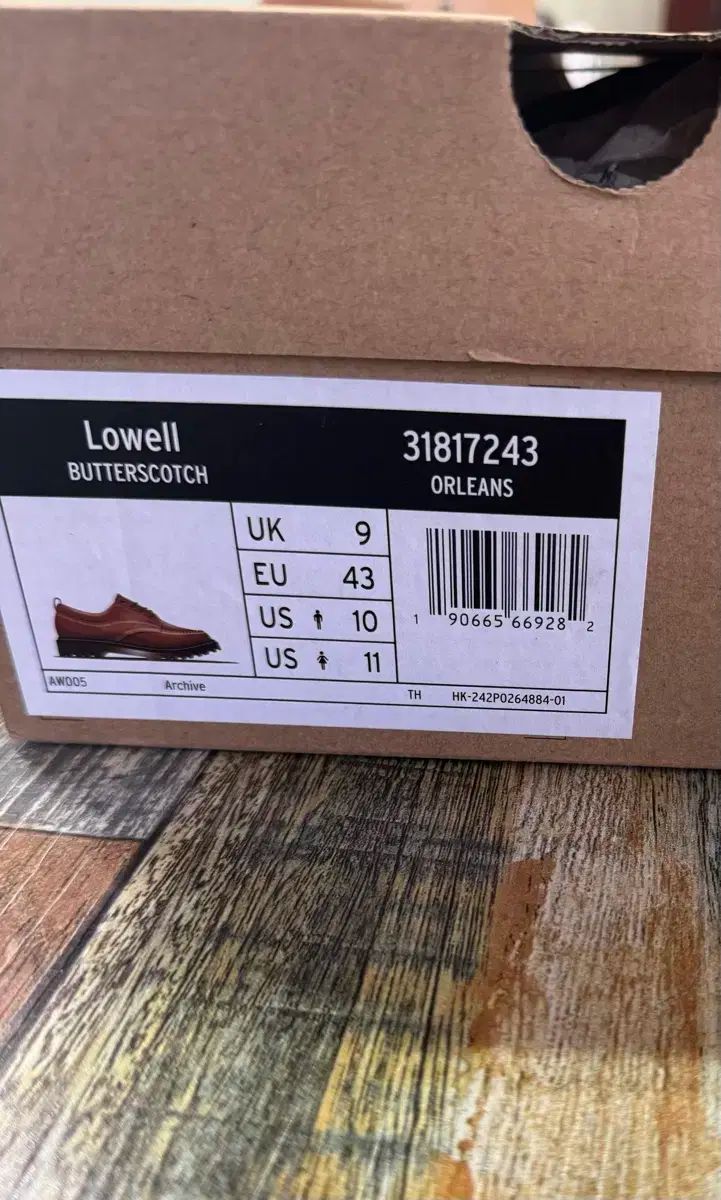 Lowell
BUTTERSCOTCH
31817243
ORLEANS
UK 9
EU 43
US 10
US 11
1 90665 66928 2
AW005 Archive TH HK-242P0264884-01